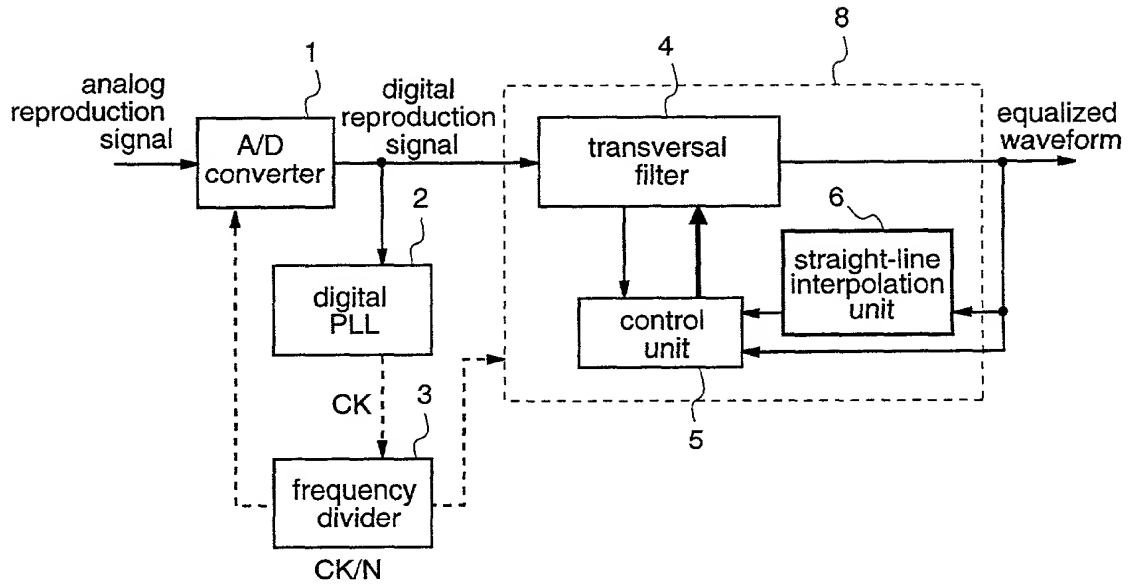 8
1
4
analog
reproduction
signal
digital
reproduction
signal
equalized
waveform
A/D
converter
transversal
filter
2
6
digital
PLL
straight-line
interpolation
unit
control
unit
CK
3
5
frequency
divider
CK/N